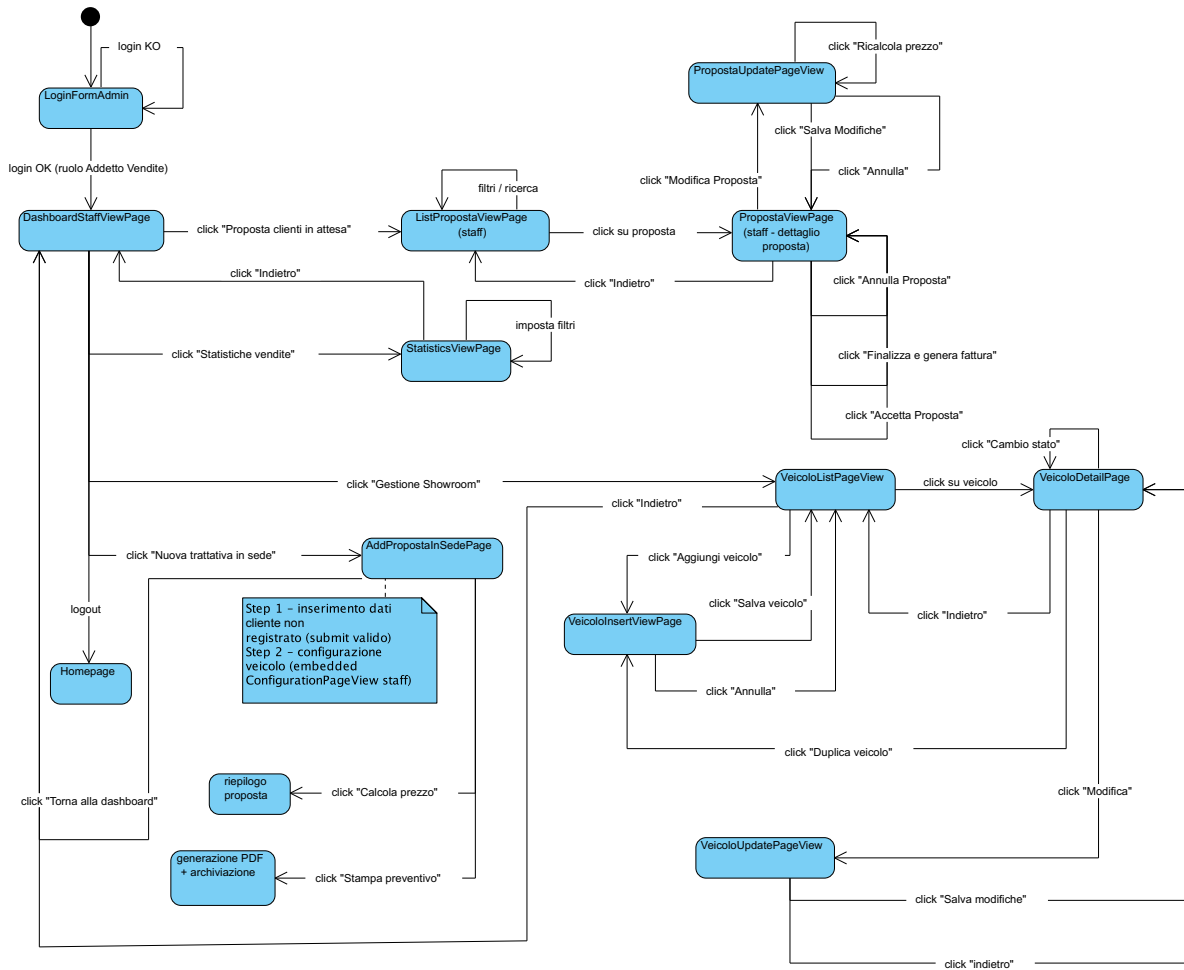 login KO
click "Ricalcola prezzo"
PropostaUpdatePageView
LoginFormAdmin
click "Salva Modifiche"
login OK (ruolo Addetto Vendite)
click "Annulla"
click "Modifica Proposta"
filtri / ricerca
DashboardStaffViewPage
ListPropostaViewPage
(staff)
PropostaViewPage
(staff - dettaglio
proposta)
click "Proposta clienti in attesa"
click su proposta
click "Indietro"
click "Indietro"
click "Annulla Proposta"
imposta filtri
StatisticsViewPage
click "Statistiche vendite"
click "Finalizza e genera fattura"
click "Accetta Proposta"
click "Cambio stato"
VeicoloListPageView
VeicoloDetailPage
click "Gestione Showroom"
click su veicolo
click "Indietro"
AddPropostaInSedePage
click "Nuova trattativa in sede"
click "Aggiungi veicolo"
click "Salva veicolo"
logout
Step 1 – inserimento dati
cliente non
registrato (submit valido)
Step 2 – configurazione
veicolo (embedded
ConfigurationPageView staff)
click "Indietro"
VeicoloInsertViewPage
Homepage
click "Annulla"
click "Duplica veicolo"
riepilogo
proposta
click "Calcola prezzo"
click "Modifica"
click "Torna alla dashboard"
VeicoloUpdatePageView
generazione PDF
+ archiviazione
click "Stampa preventivo"
click "Salva modifiche"
click "indietro"